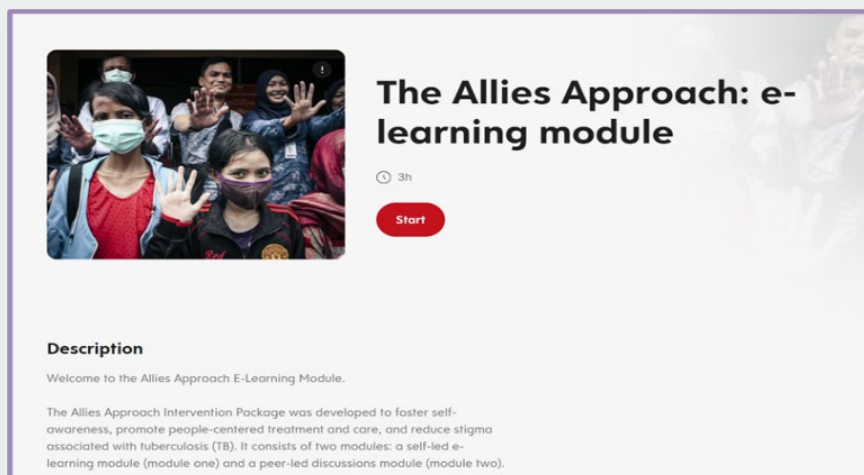 The Allies Approach: e-
learning module
3h
Start
Red
Description
Welcome to the Allies Approach E-Learning Module.
The Allies Approach Intervention Package was developed to foster self-
awareness, promote people-centered treatment and care, and reduce stigma
associated with tuberculosis (TB). It consists of two modules: a self-led e-
learning module (module one) and a peer-led discussions module (module two).